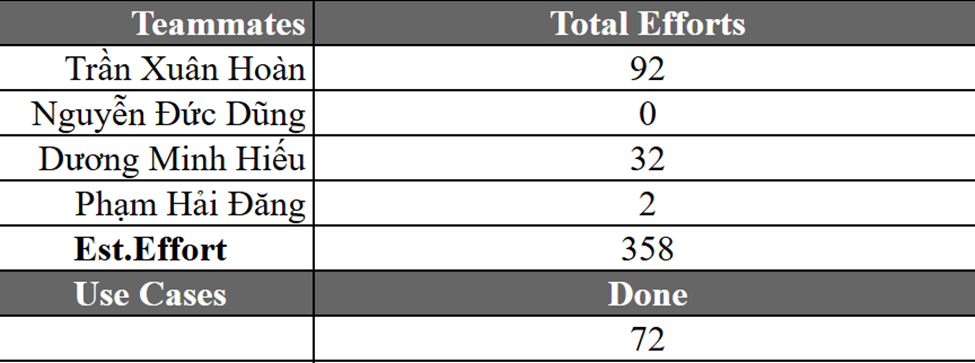 Teammates Total Efforts
Trần Xuân Hoàn 92
Nguyễn Đức Dũng 0
Dương Minh Hiếu 32
Phạm Hải Đăng 2
Est.Effort 358
Use Cases Done
72